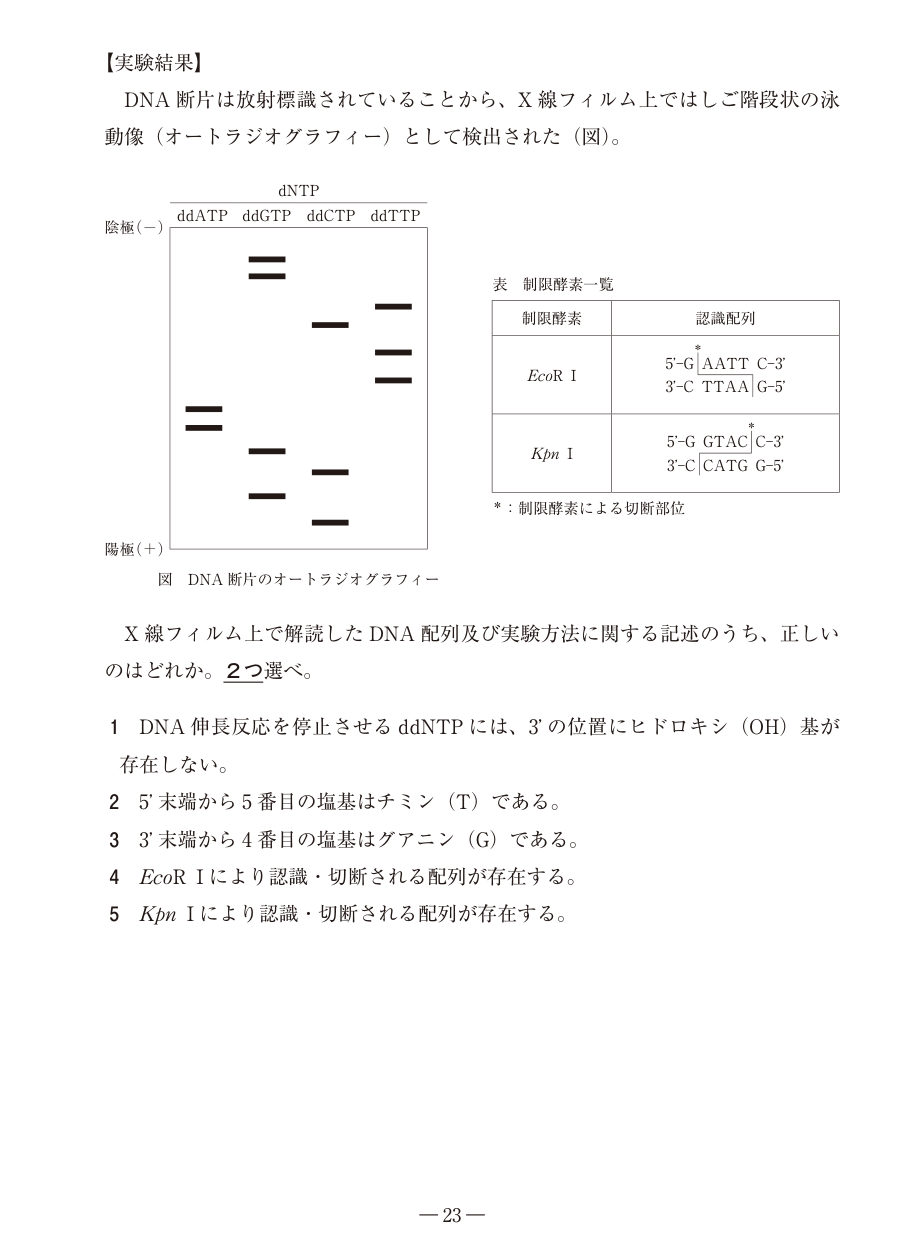 【実験結果】
DNA 断片は放射標識されていることから、X 線フィルム上ではしご階段状の泳
動像（オートラジオグラフィー）として検出された（図）。
dNTP
ddATP ddGTP ddCTP ddTTP
陰極(－)
陽極(＋)
図　DNA 断片のオートラジオグラフィー
表　制限酵素一覧
制限酵素　認識配列
*
EcoR Ⅰ
5’-G AATT C-3’
3’-C TTAA G-5’
*
Kpn Ⅰ
5’-G GTAC C-3’
3’-C CATG G-5’
*：制限酵素による切断部位
X 線フィルム上で解読した DNA 配列及び実験方法に関する記述のうち、正しい
のはどれか。2つ選べ。
1　DNA 伸長反応を停止させる ddNTP には、3’ の位置にヒドロキシ（OH）基が
存在しない。
2　5’ 末端から 5 番目の塩基はチミン（T）である。
3　3’ 末端から 4 番目の塩基はグアニン（G）である。
4　EcoR Ⅰにより認識・切断される配列が存在する。
5　Kpn Ⅰにより認識・切断される配列が存在する。
― 23 ―